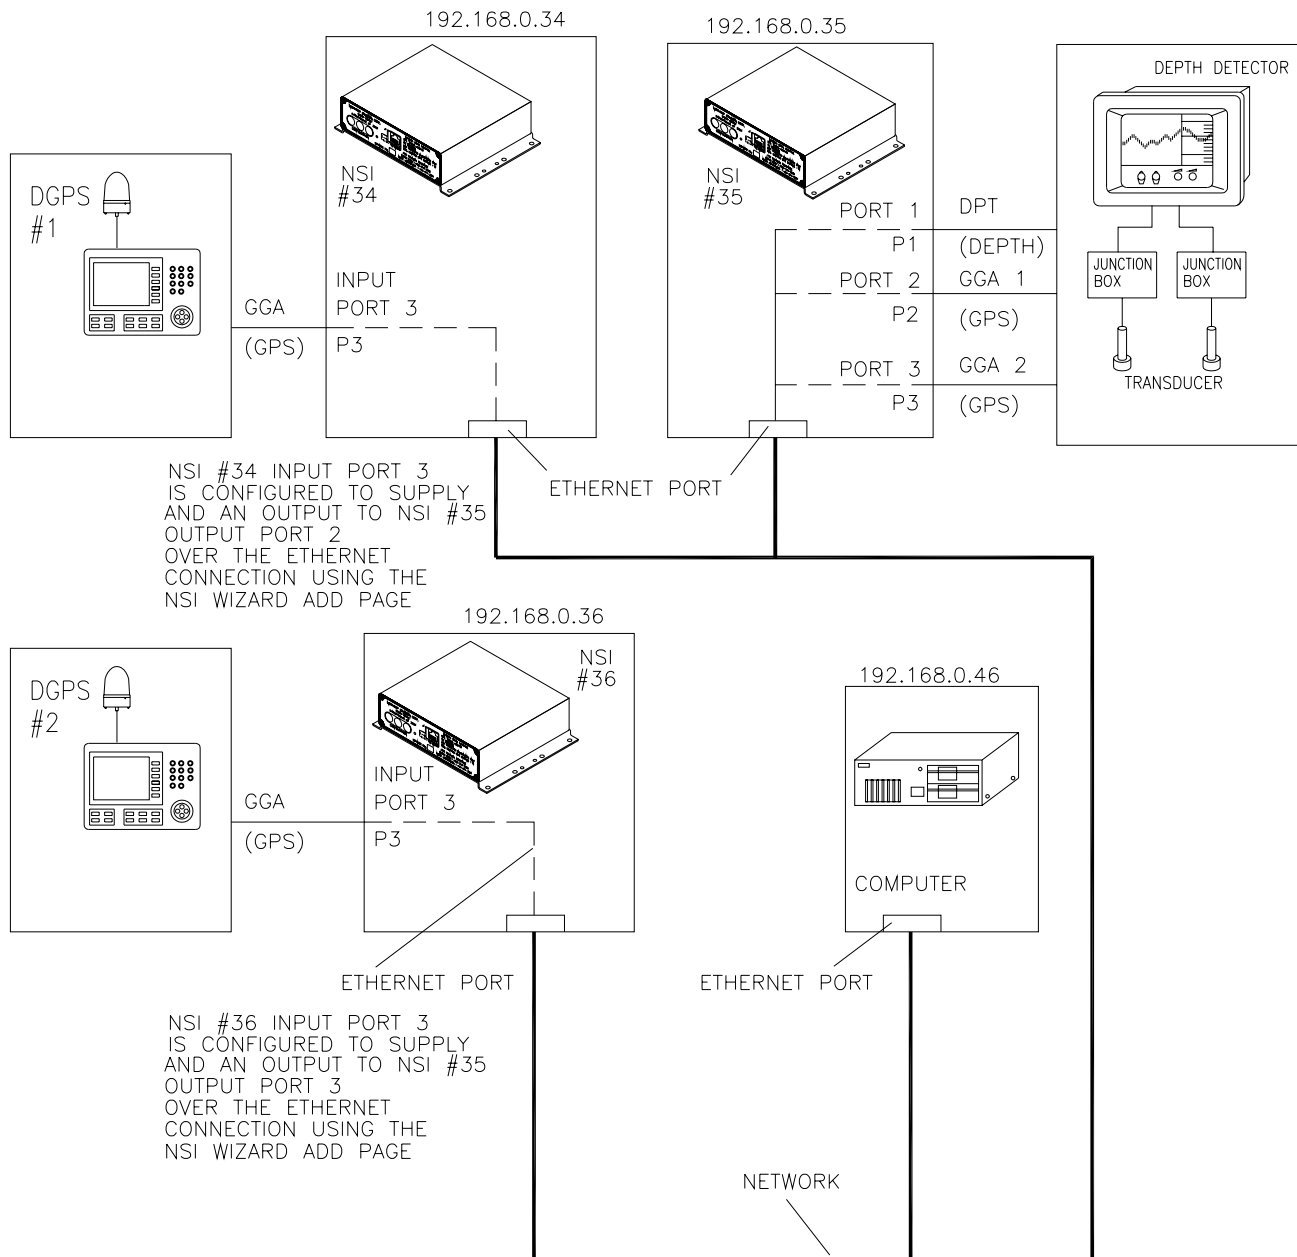 192.168.0.34
192.168.0.35
DEPTH DETECTOR
DGPS
#1
NSI
#34
NSI
#35
PORT 1
DPT
P1
(DEPTH)
JUNCTION
BOX
JUNCTION
BOX
INPUT
PORT 3
P3
GGA
(GPS)
PORT 2
GGA 1
P2
(GPS)
PORT 3
GGA 2
P3
(GPS)
TRANSDUCER
NSI #34 INPUT PORT 3
IS CONFIGURED TO SUPPLY
AND AN OUTPUT TO NSI #35
OUTPUT PORT 2
OVER THE ETHERNET
CONNECTION USING THE
NSI WIZARD ADD PAGE
ETHERNET PORT
192.168.0.36
NSI
#36
192.168.0.46
DGPS
#2
INPUT
PORT 3
P3
GGA
(GPS)
COMPUTER
ETHERNET PORT
ETHERNET PORT
NSI #36 INPUT PORT 3
IS CONFIGURED TO SUPPLY
AND AN OUTPUT TO NSI #35
OUTPUT PORT 3
OVER THE ETHERNET
CONNECTION USING THE
NSI WIZARD ADD PAGE
NETWORK